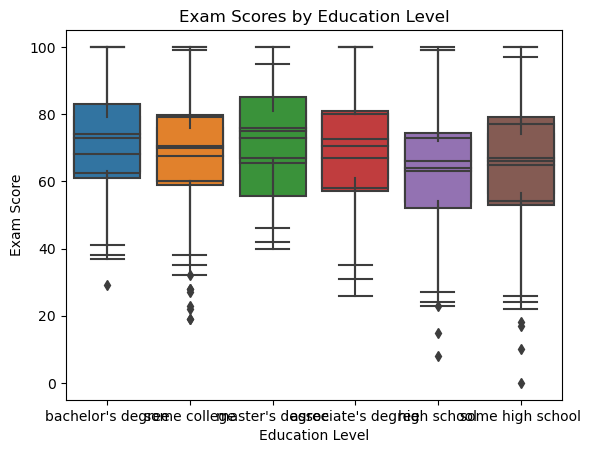 Exam Scores by Education Level
100
80
60
40
20
0
Exam Score
bachelor's degree some college master's degree associate's degree high school some high school
Education Level